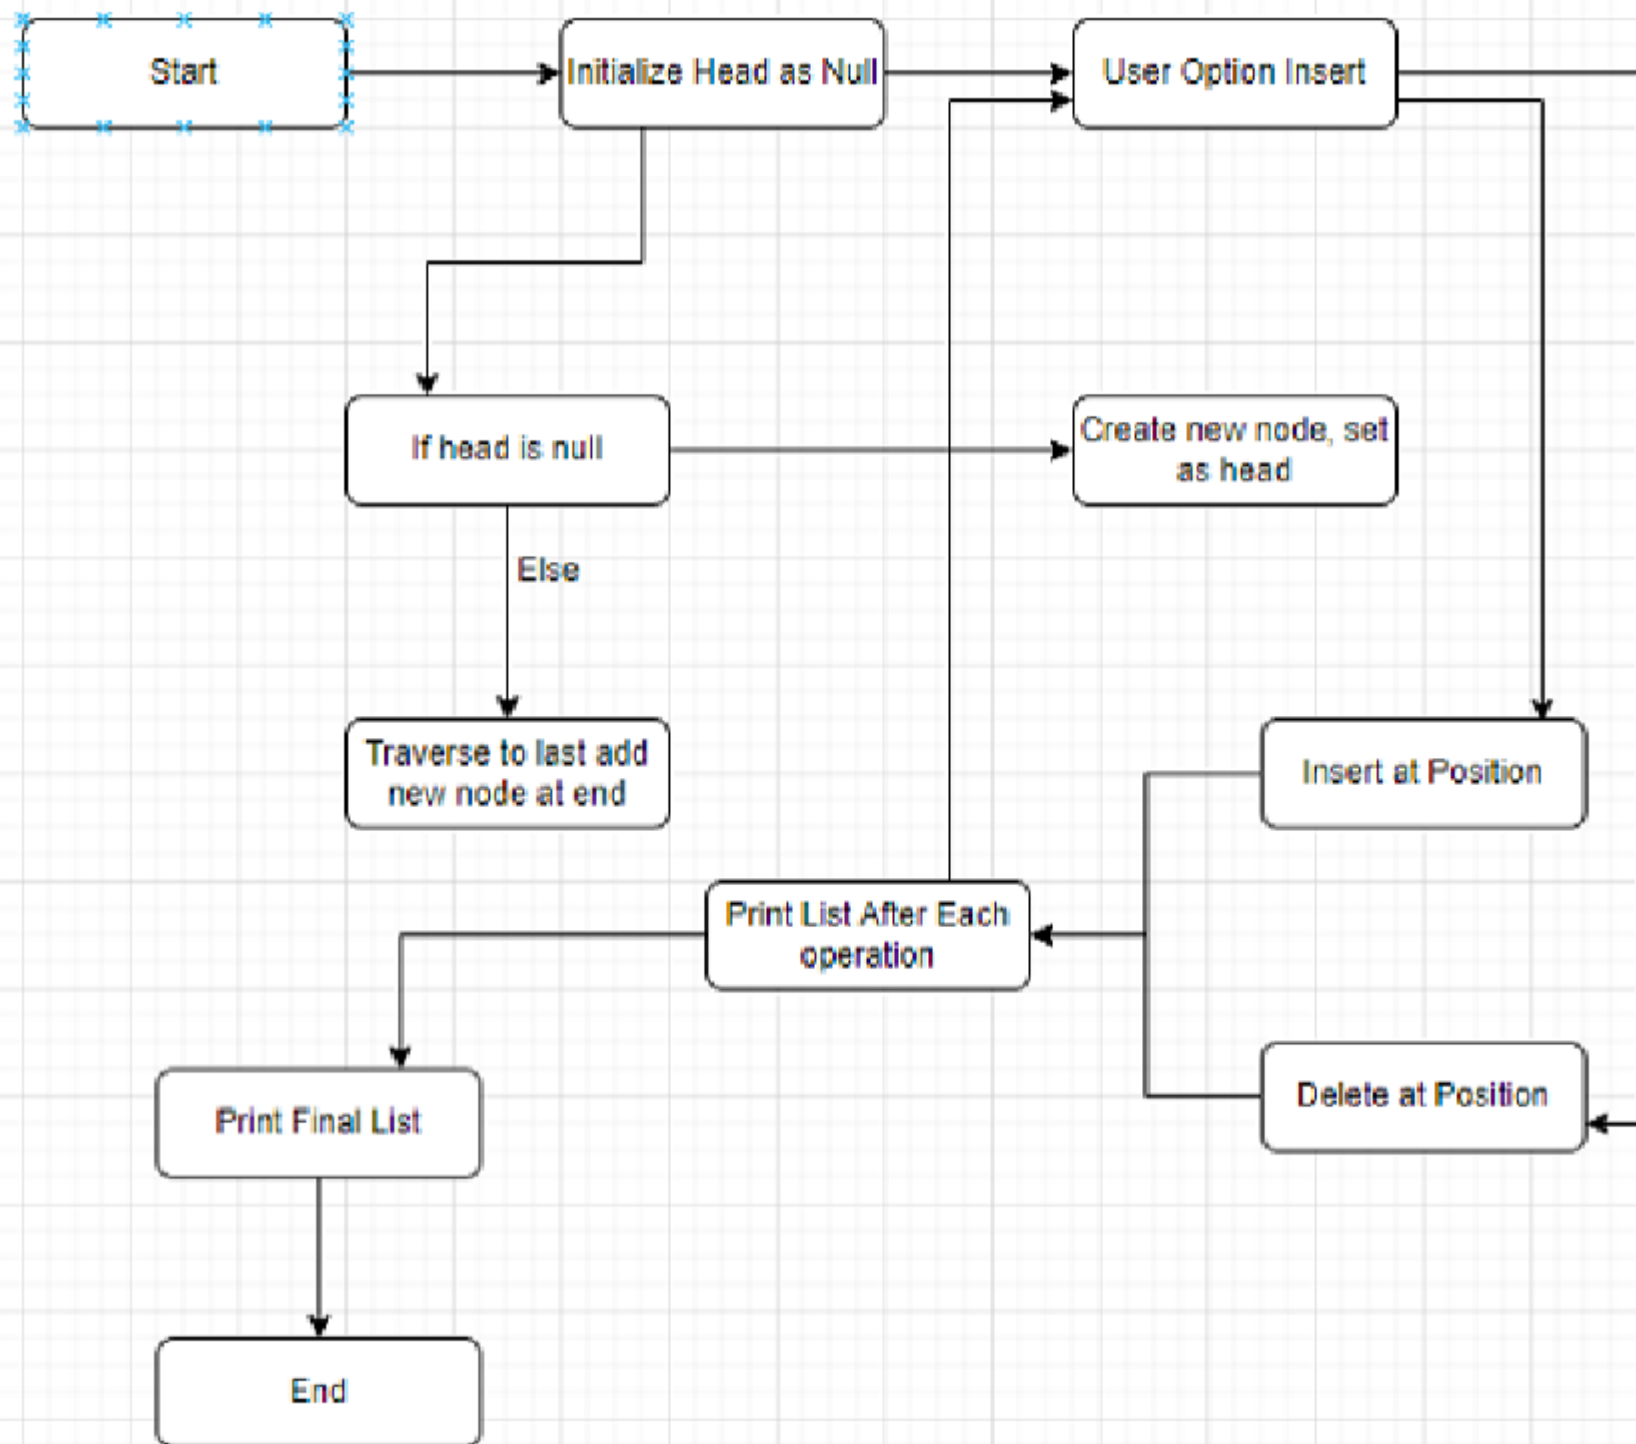 Start
Initialize Head as Null
User Option Insert
If head is null
Create new node, set
as head
Else
Traverse to last add
new node at end
Insert at Position
Print List After Each
operation
Print Final List
Delete at Position
End